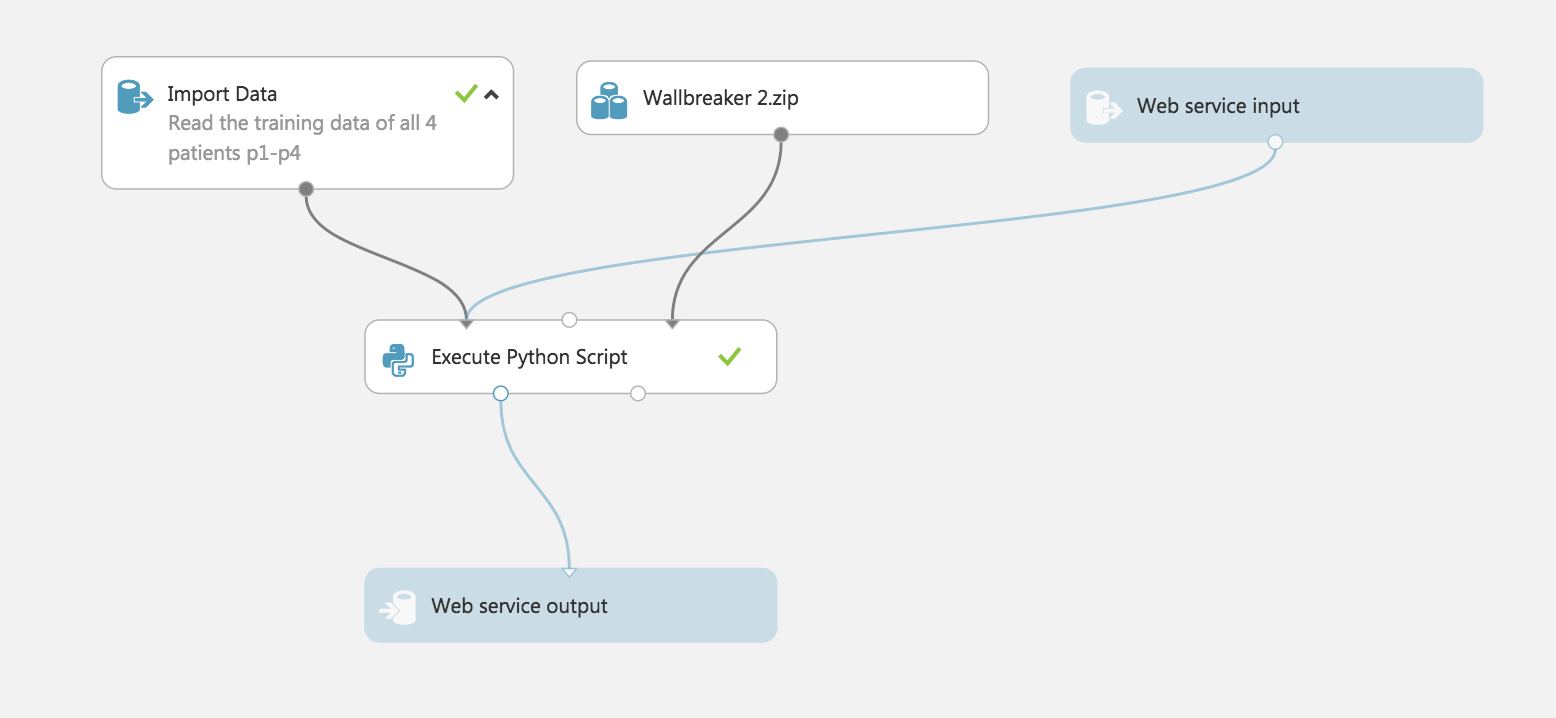 Import Data
Read the training data of all 4
patients p1-p4
Wallbreaker 2.zip
Web service input
Execute Python Script
Web service output